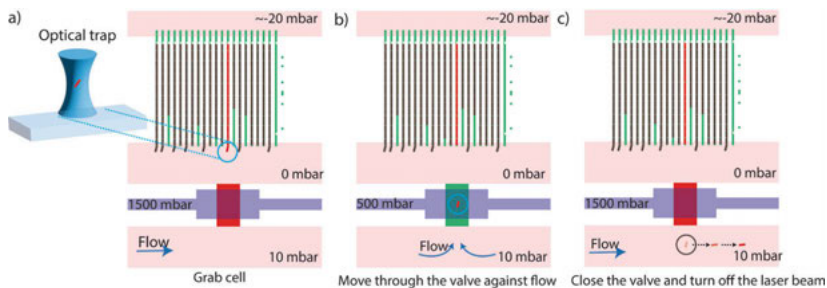 a)
Optical trap
~-20 mbar
0 mbar
1500 mbar
Flow
10 mbar
Grab cell
b)
~-20 mbar
0 mbar
500 mbar
Flow
10 mbar
Move through the valve against flow
c)
~-20 mbar
0 mbar
1500 mbar
Flow
10 mbar
Close the valve and turn off the laser beam